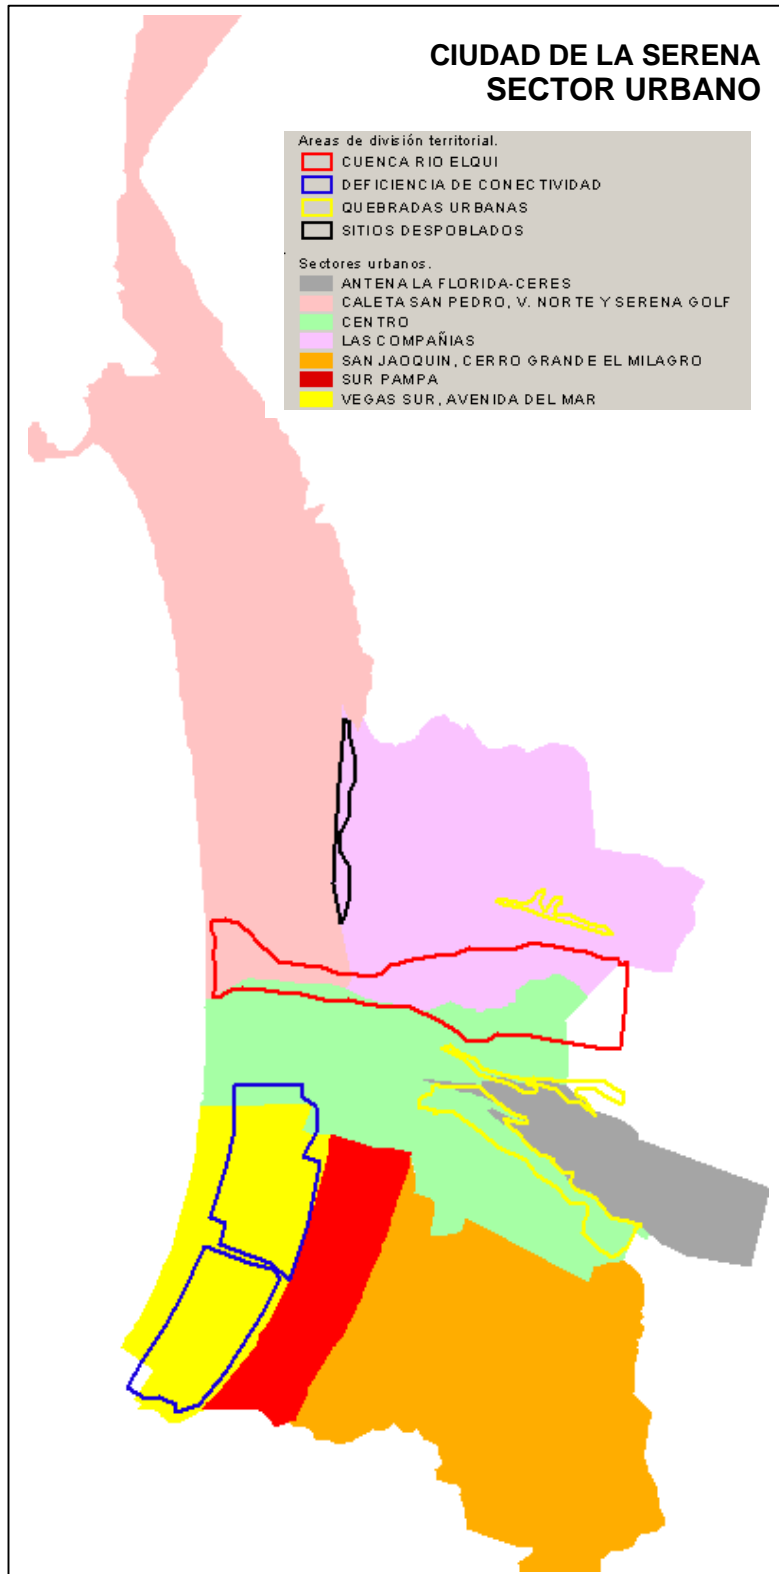 CIUDAD DE LA SERENA
SECTOR URBANO
Areas de división territorial.
CUENCA RIO ELQUI
DEFICIENCIA DE CONECTIVIDAD
QUEBRADAS URBANAS
SITIOS DESPOBLADOS
Sectores urbanos.
ANTENA LA FLORIDA-CERES
CALETA SAN PEDRO, V. NORTE Y SERENA GOLF
CENTRO
LAS COMPAÑIAS
SAN JAOQUIN, CERRO GRANDE EL MILAGRO
SUR PAMPA
VEGAS SUR, AVENIDA DEL MAR